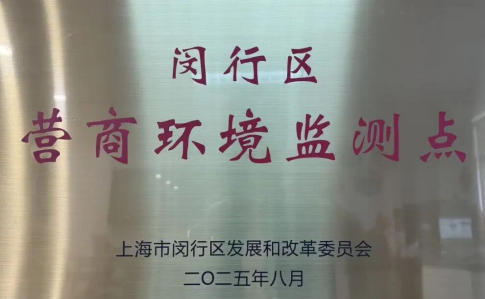 闵行区
营商环境监测点
上海市闵行区发展和改革委员会
二〇二五年八月